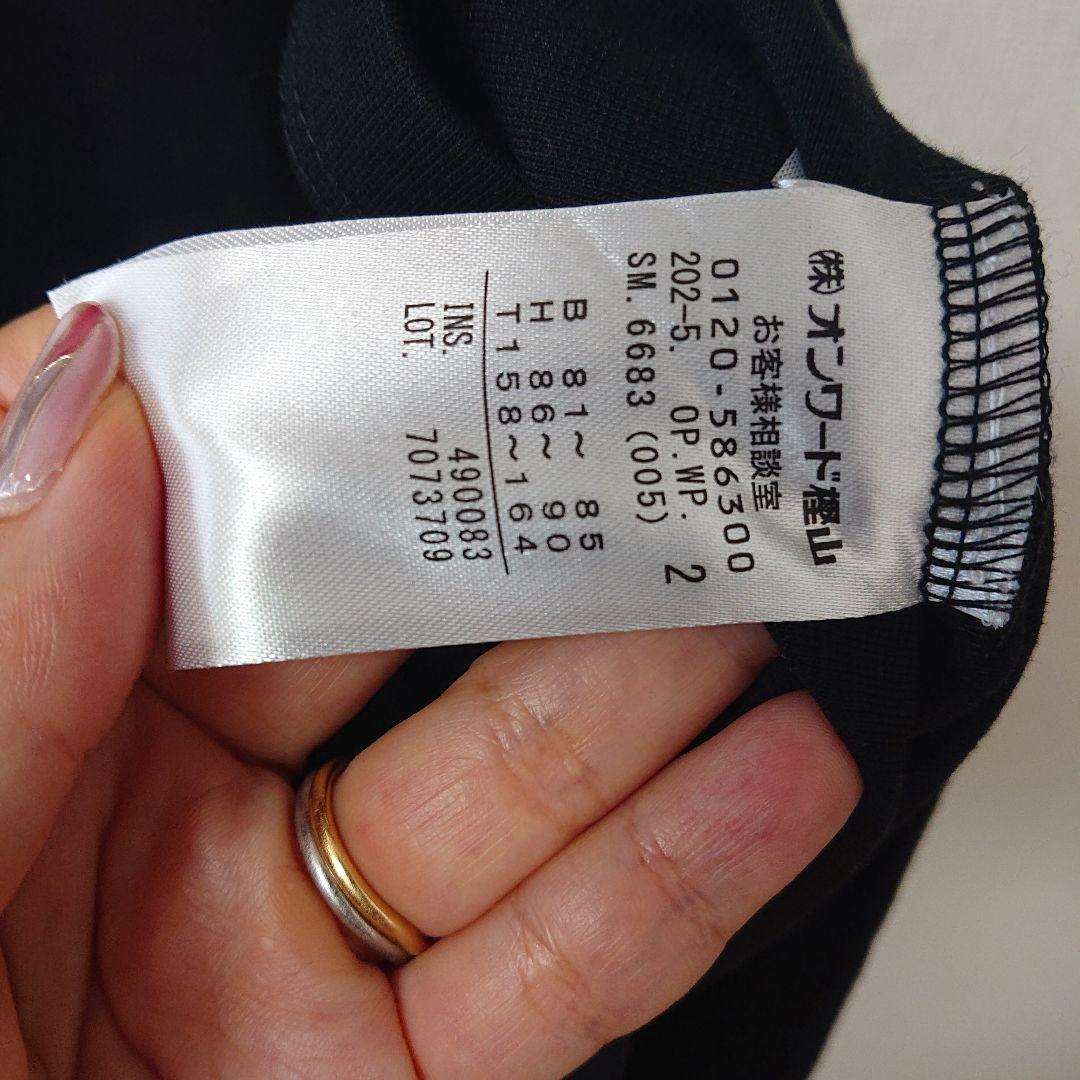 ㈱オンワード樫山
お客様相談室
0120-586300
202-5. OP.WP. 2
SM.6683 (005)
B 81~ 85
H 86~ 90
T158~164
INS. 490083
LOT. 7073709